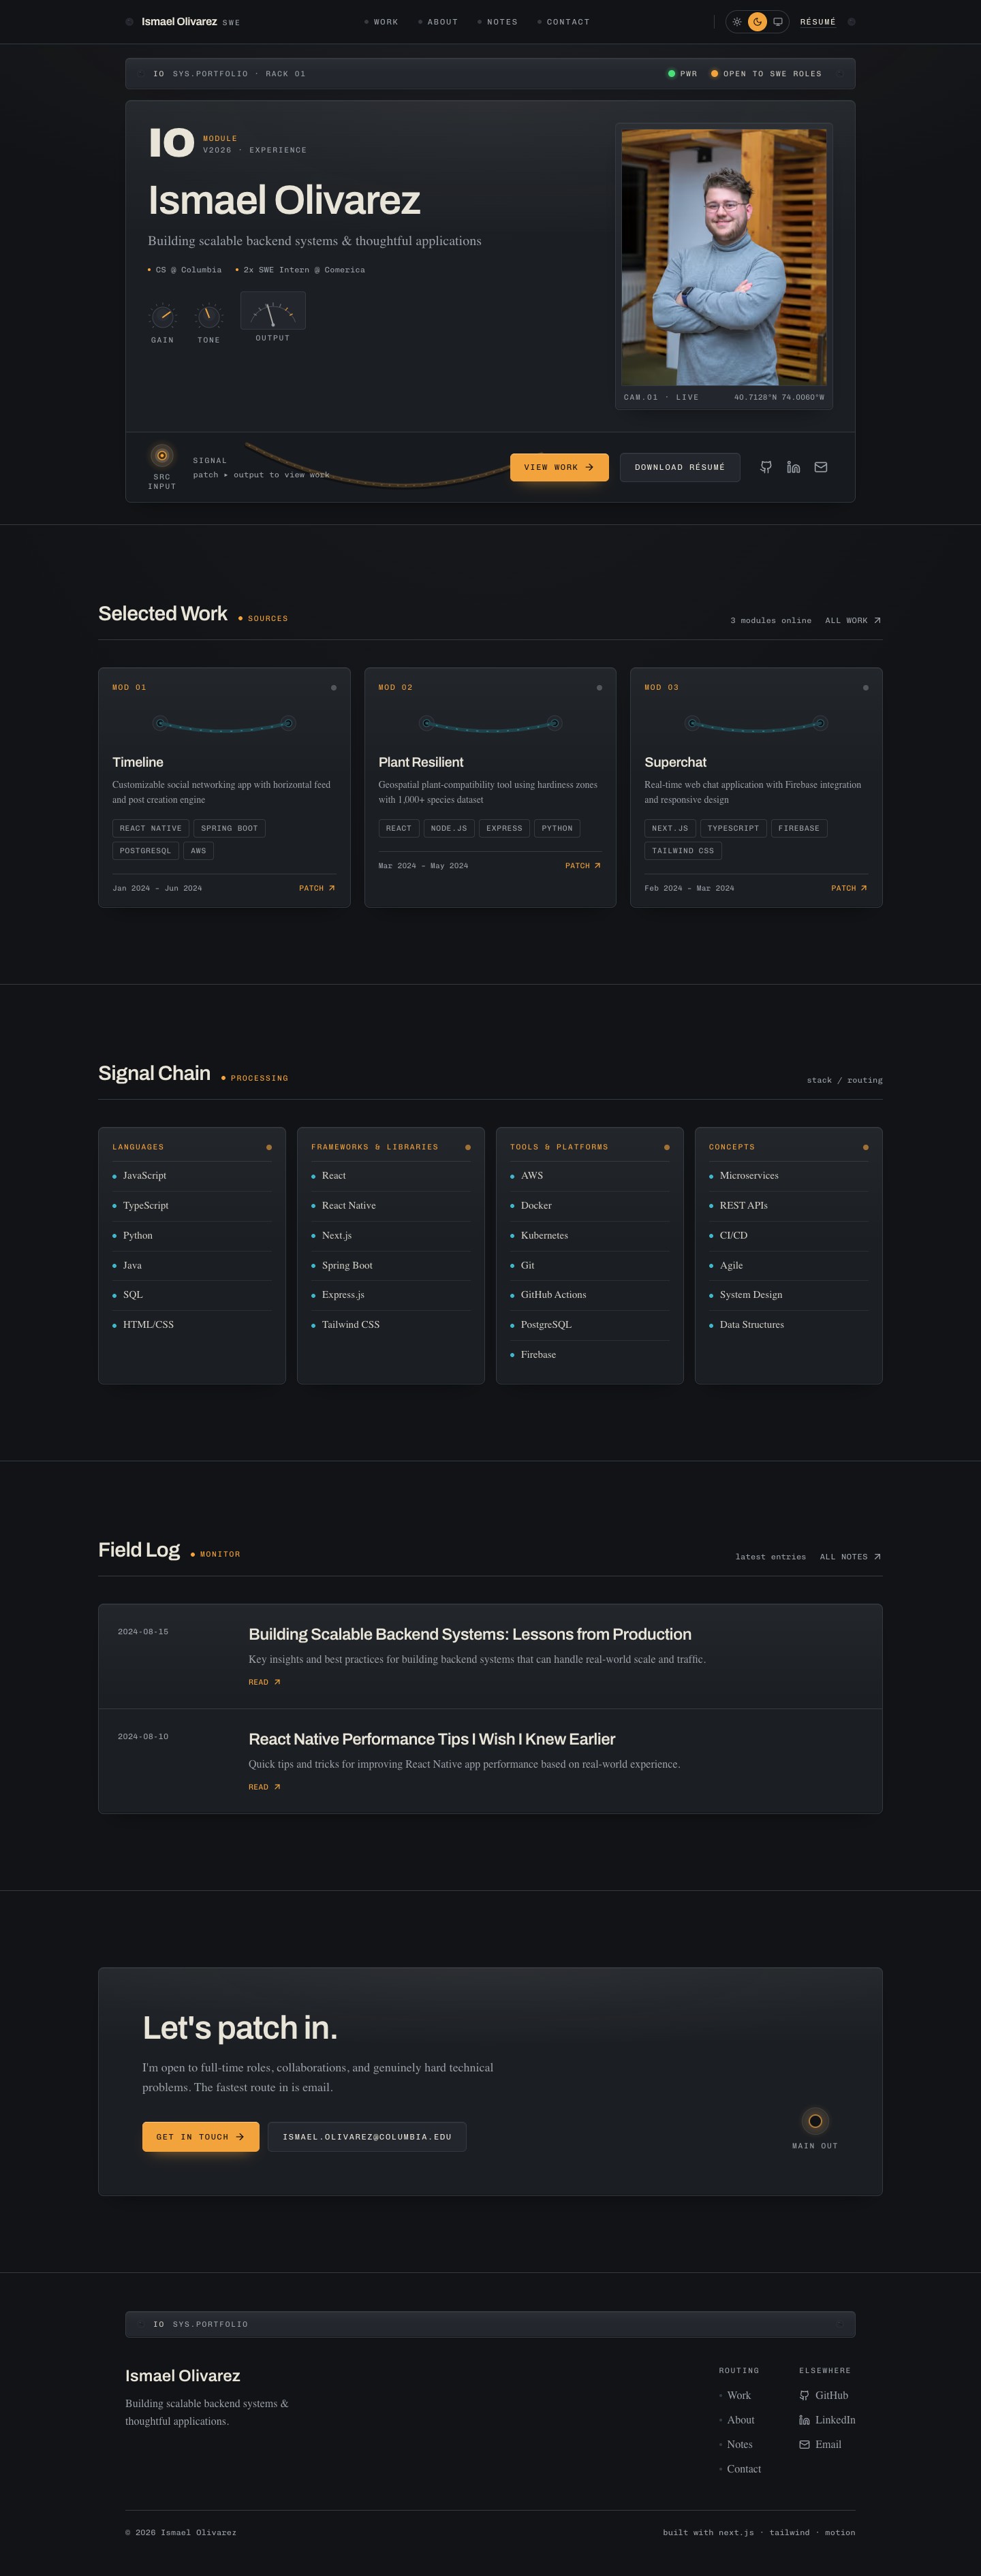 Ismael Olivarez SWE
WORK ABOUT NOTES CONTACT
RÉSUMÉ
IO SYS.PORTFOLIO · RACK 01
PWR OPEN TO SWE ROLES
IO
MODULE
V2026 · EXPERIENCE
Ismael Olivarez
Building scalable backend systems & thoughtful applications
CS @ Columbia 2x SWE Intern @ Comerica
GAIN TONE OUTPUT
CAM.01 · LIVE 40.7128°N 74.0060°W
SRC
INPUT
SIGNAL
patch ▸ output to view work
VIEW WORK →
DOWNLOAD RÉSUMÉ
Selected Work SOURCES
3 modules online ALL WORK ↗
MOD 01
Timeline
Customizable social networking app with horizontal feed
and post creation engine
REACT NATIVE SPRING BOOT
POSTGRESQL AWS
Jan 2024 – Jun 2024 PATCH ↗
MOD 02
Plant Resilient
Geospatial plant-compatibility tool using hardiness zones
with 1,000+ species dataset
REACT NODE.JS EXPRESS PYTHON
Mar 2024 – May 2024 PATCH ↗
MOD 03
Superchat
Real-time web chat application with Firebase integration
and responsive design
NEXT.JS TYPESCRIPT FIREBASE
TAILWIND CSS
Feb 2024 – Mar 2024 PATCH ↗
Signal Chain PROCESSING
stack / routing
LANGUAGES
JavaScript
TypeScript
Python
Java
SQL
HTML/CSS
FRAMEWORKS & LIBRARIES
React
React Native
Next.js
Spring Boot
Express.js
Tailwind CSS
TOOLS & PLATFORMS
AWS
Docker
Kubernetes
Git
GitHub Actions
PostgreSQL
Firebase
CONCEPTS
Microservices
REST APIs
CI/CD
Agile
System Design
Data Structures
Field Log MONITOR
latest entries ALL NOTES ↗
2024-08-15
Building Scalable Backend Systems: Lessons from Production
Key insights and best practices for building backend systems that can handle real-world scale and traffic.
READ ↗
2024-08-10
React Native Performance Tips I Wish I Knew Earlier
Quick tips and tricks for improving React Native app performance based on real-world experience.
READ ↗
Let's patch in.
I'm open to full-time roles, collaborations, and genuinely hard technical
problems. The fastest route in is email.
GET IN TOUCH →
ISMAEL.OLIVAREZ@COLUMBIA.EDU
MAIN OUT
IO SYS.PORTFOLIO
Ismael Olivarez
Building scalable backend systems &
thoughtful applications.
ROUTING
Work
About
Notes
Contact
ELSEWHERE
GitHub
LinkedIn
Email
© 2026 Ismael Olivarez
built with next.js · tailwind · motion